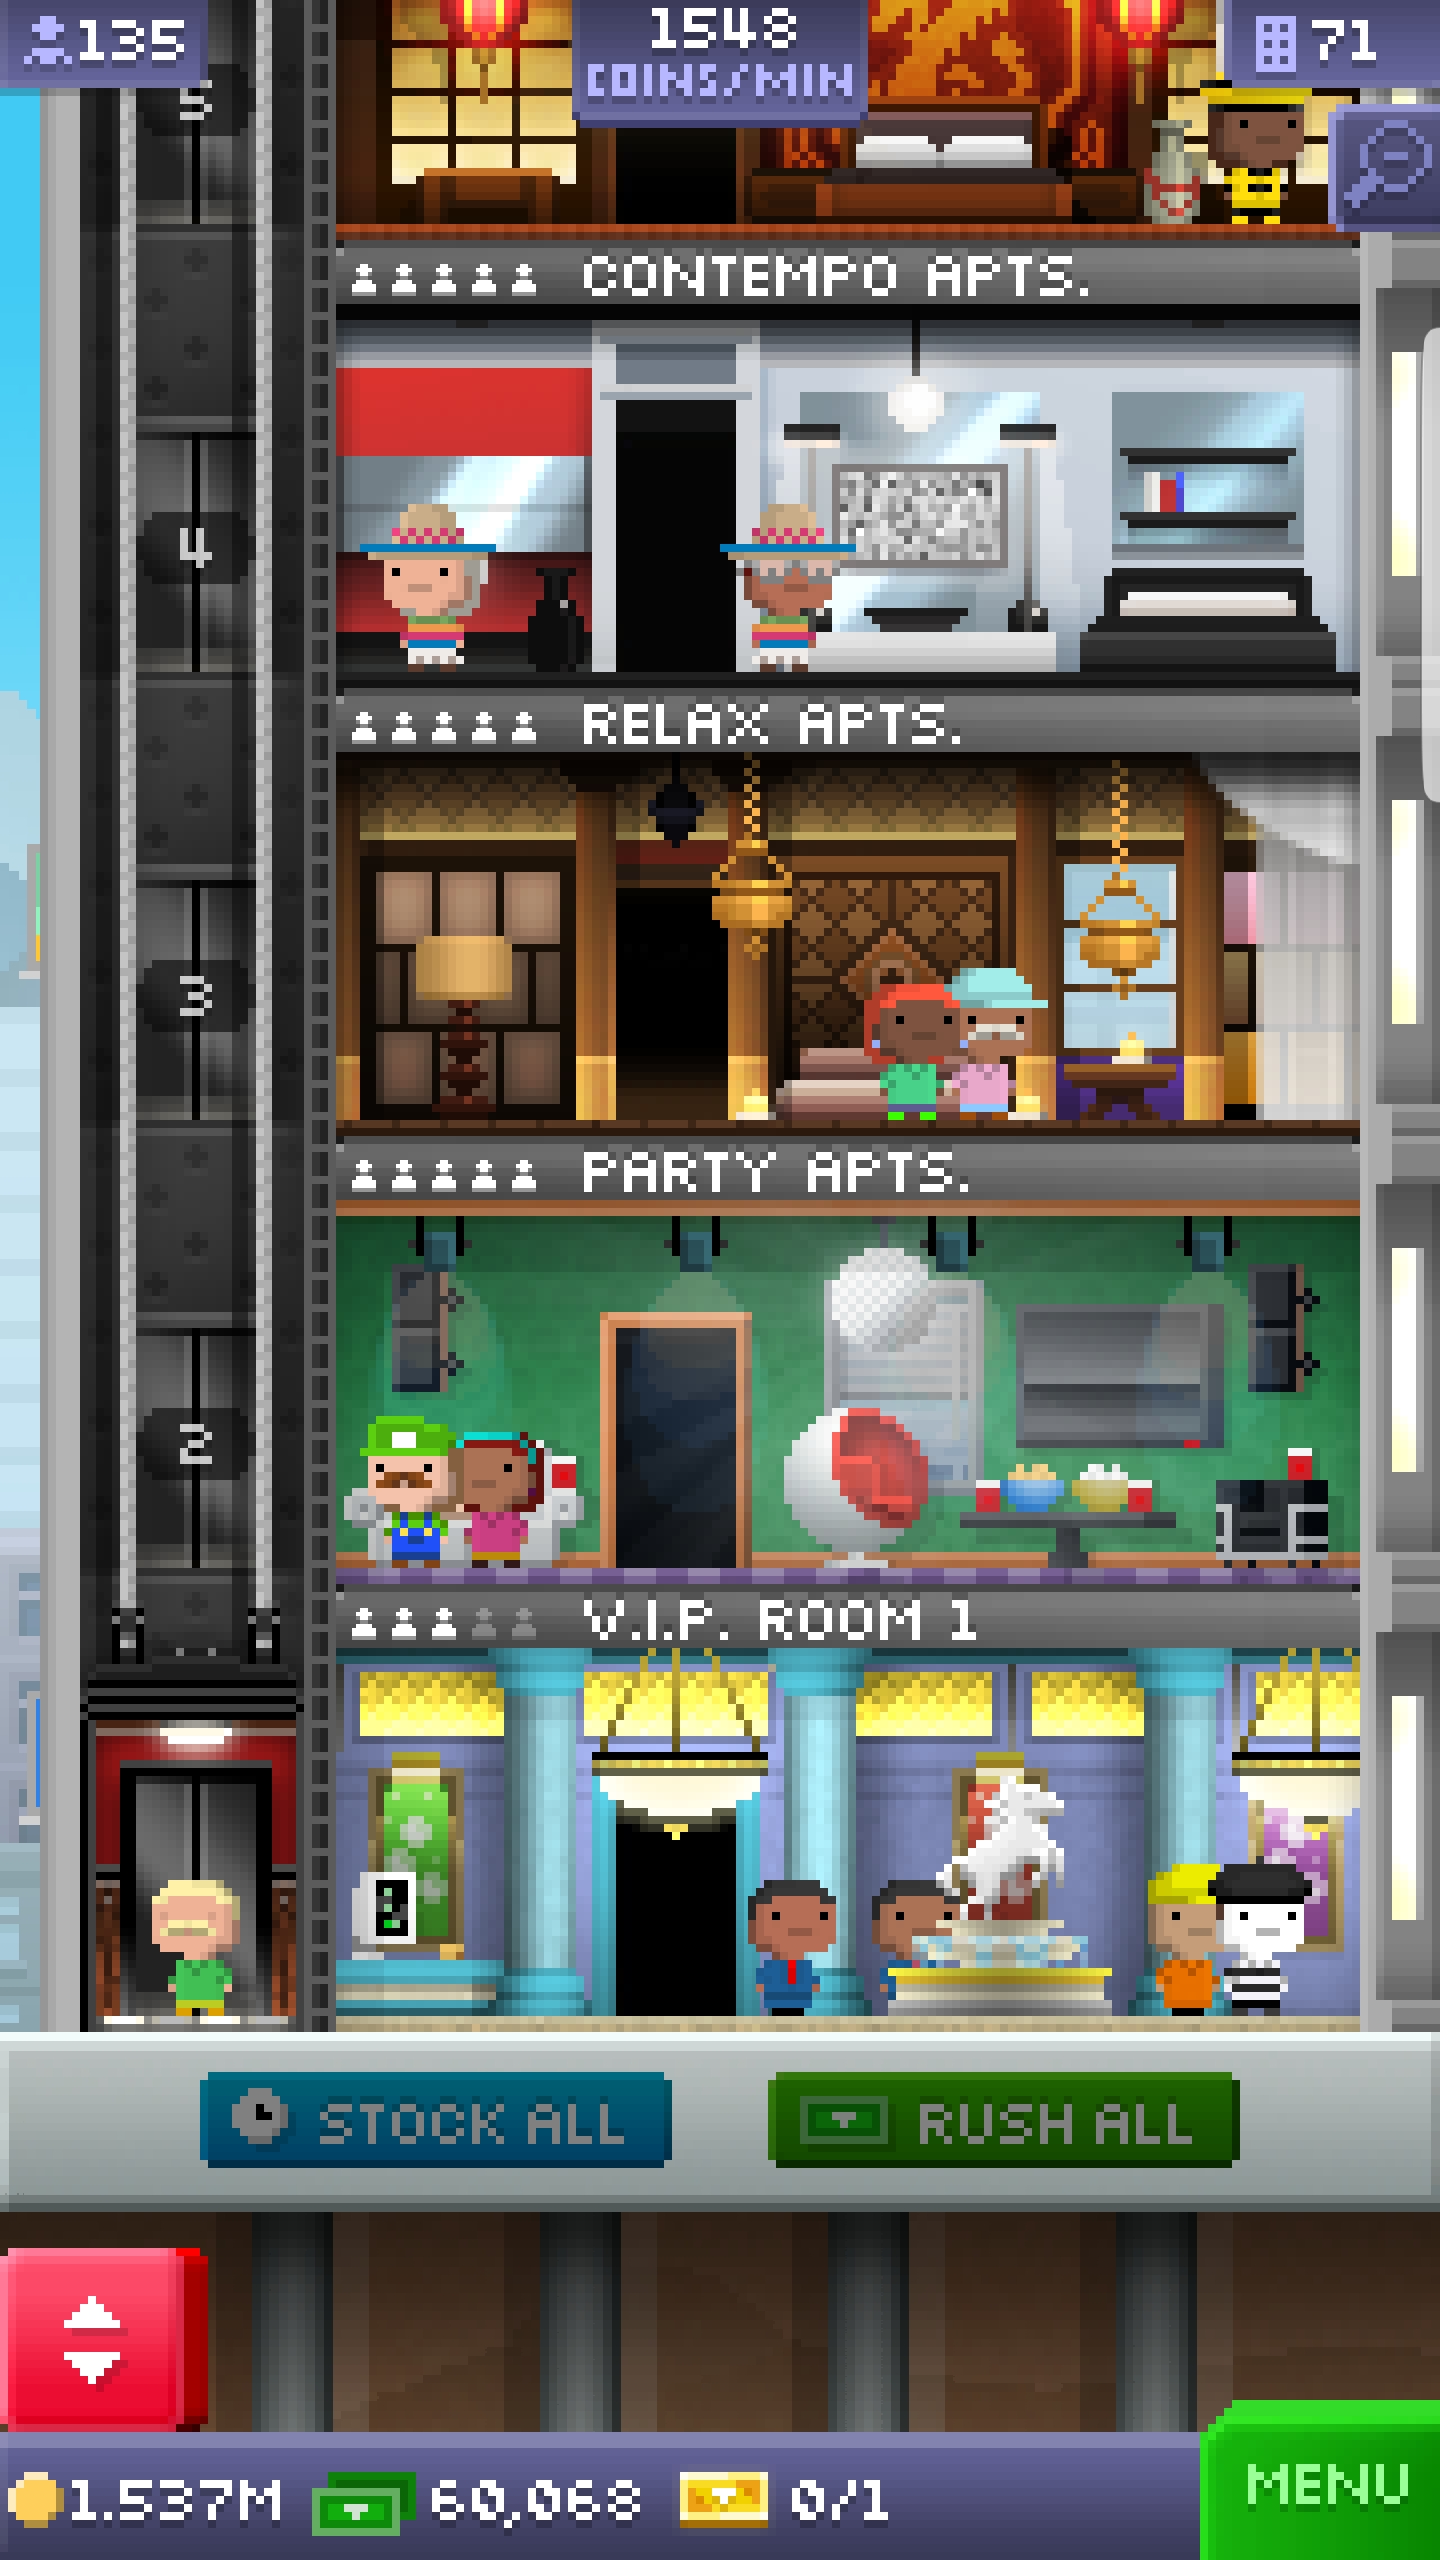 135
1548
COINS/MIN
71
5
CONTEMPO APTS.
4
RELAX APTS.
3
PARTY APTS.
2
V.I.P. ROOM 1
STOCK ALL
RUSH ALL
1.537M
60,068
0/1
MENU